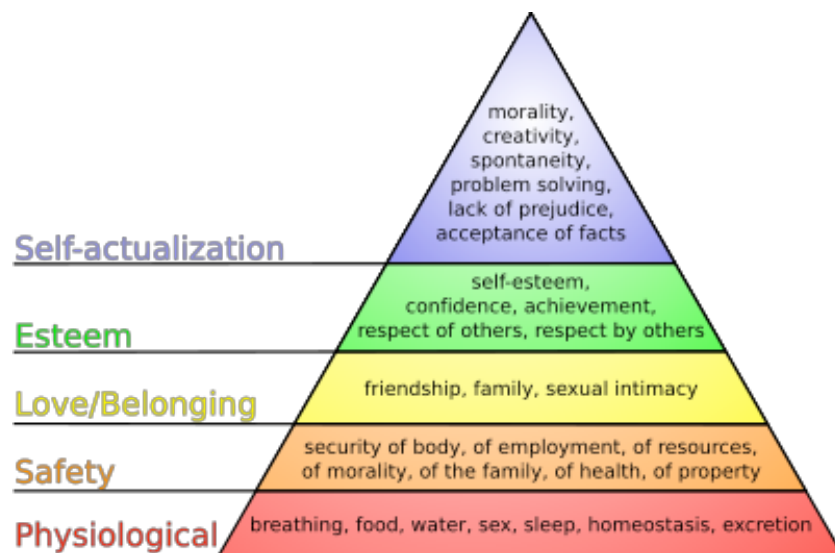 morality,
creativity,
spontaneity,
problem solving,
lack of prejudice,
acceptance of facts
Self-actualization
self-esteem,
confidence, achievement,
respect of others, respect by others
Esteem
friendship, family, sexual intimacy
Love/Belonging
security of body, of employment, of resources,
of morality, of the family, of health, of property
Safety
breathing, food, water, sex, sleep, homeostasis, excretion
Physiological